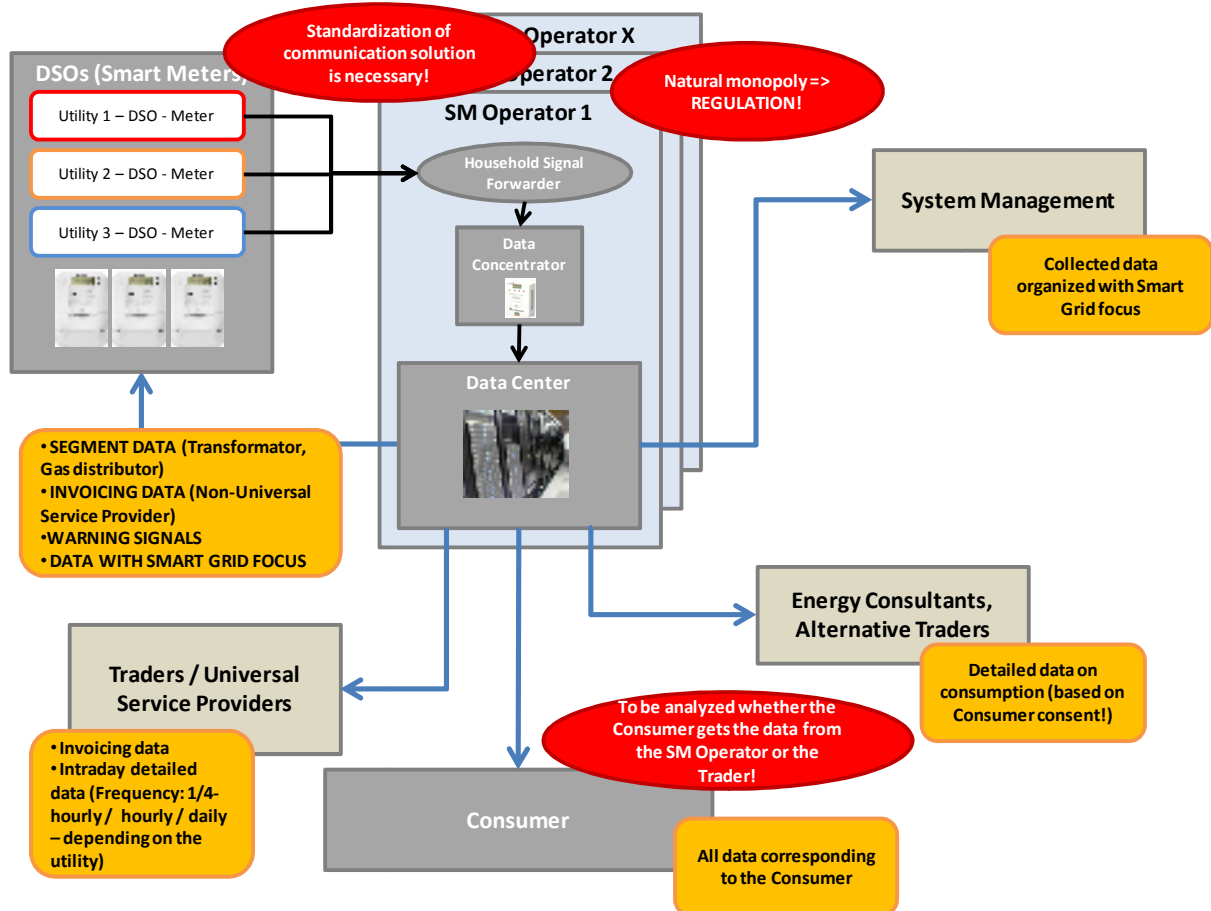 Standardization of
communication solution
is necessary!
Operator X
Operator 2
SM Operator 1
Natural monopoly =>
REGULATION!
DSOs (Smart Meters)
Utility 1 – DSO - Meter
Utility 2 – DSO - Meter
Utility 3 – DSO - Meter
Household Signal
Forwarder
Data
Concentrator
Data Center
System Management
Collected data
organized with Smart
Grid focus
• SEGMENT DATA (Transformator,
Gas distributor)
• INVOICING DATA (Non-Universal
Service Provider)
• WARNING SIGNALS
• DATA WITH SMART GRID FOCUS
Energy Consultants,
Alternative Traders
Detailed data on
consumption (based on
Consumer consent!)
Traders / Universal
Service Providers
• Invoicing data
• Intraday detailed
data (Frequency: 1/4-
hourly / hourly / daily
– depending on the
utility)
To be analyzed whether the
Consumer gets the data from
the SM Operator or the
Trader!
Consumer
All data corresponding
to the Consumer